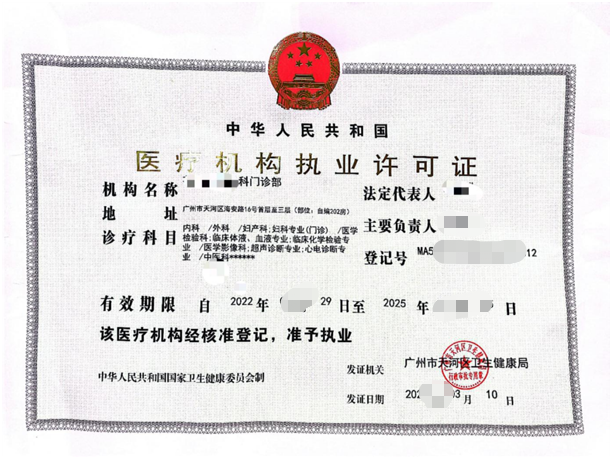 中华人民共和国
医疗机构执业许可证
机构名称 科门诊部
法定代表人
地 址 广州市天河区海安路16号首层至三层（部位：自编202房）
主要负责人
诊疗科目 内科 /外科 /妇产科;妇科专业(门诊) /医学
检验科;临床体液、血液专业;临床化学检验专
业 /医学影像科;超声诊断专业;心电诊断专
业 /中医科******
登记号 MA5 12
有效期限 自 2022 年 29 日至 2025 年 日
该医疗机构经核准登记，准予执业
中华人民共和国国家卫生健康委员会制
发证机关 广州市天河区卫生健康局
行政审批专用章
发证日期 202 03 月 10 日